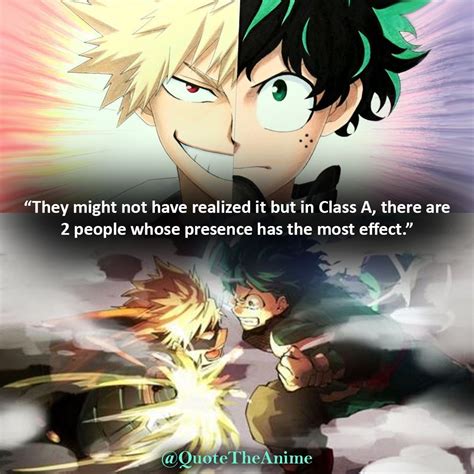 “They might not have realized it but in Class A, there are
2 people whose presence has the most effect.”
@QuoteTheAnime